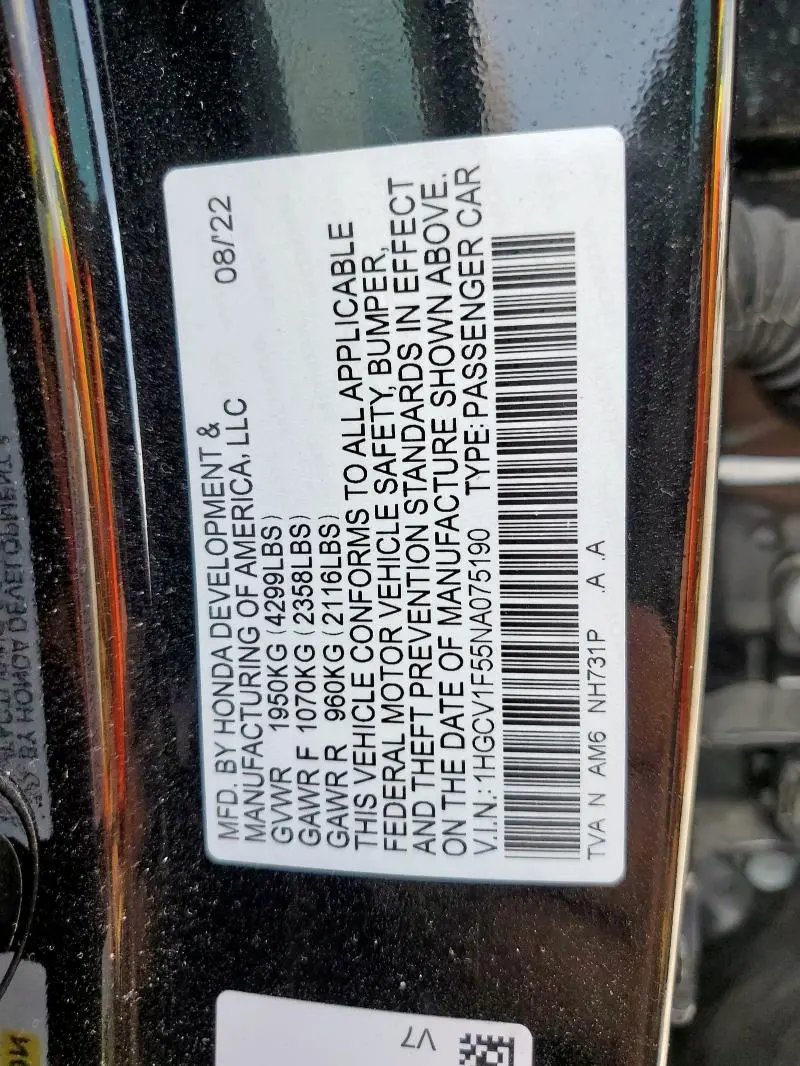 MFD. BY HONDA DEVELOPMENT & 08/'22
MANUFACTURING OF AMERICA, LLC
GVWR 1950KG (4299LBS)
GAWR F 1070KG (2358LBS)
GAWR R 960KG (2116LBS)
THIS VEHICLE CONFORMS TO ALL APPLICABLE
FEDERAL MOTOR VEHICLE SAFETY, BUMPER,
AND THEFT PREVENTION STANDARDS IN EFFECT
ON THE DATE OF MANUFACTURE SHOWN ABOVE.
V.I.N.: 1HGCV1F55NA075190 TYPE: PASSENGER CAR
TVA N AM6 NH731P .A .A
V7